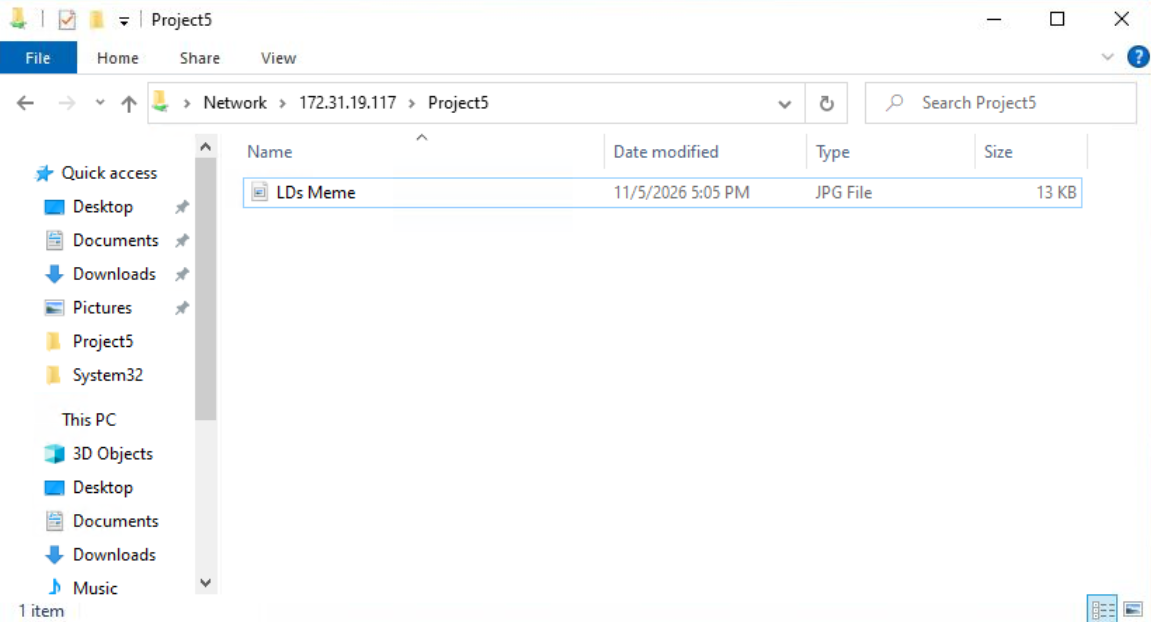 Project5
File Home Share View ?
Network > 172.31.19.117 > Project5
Search Project5
Name Date modified Type Size
LDs Meme 11/5/2026 5:05 PM JPG File 13 KB
Quick access
Desktop
Documents
Downloads
Pictures
Project5
System32
This PC
3D Objects
Desktop
Documents
Downloads
Music
1 item